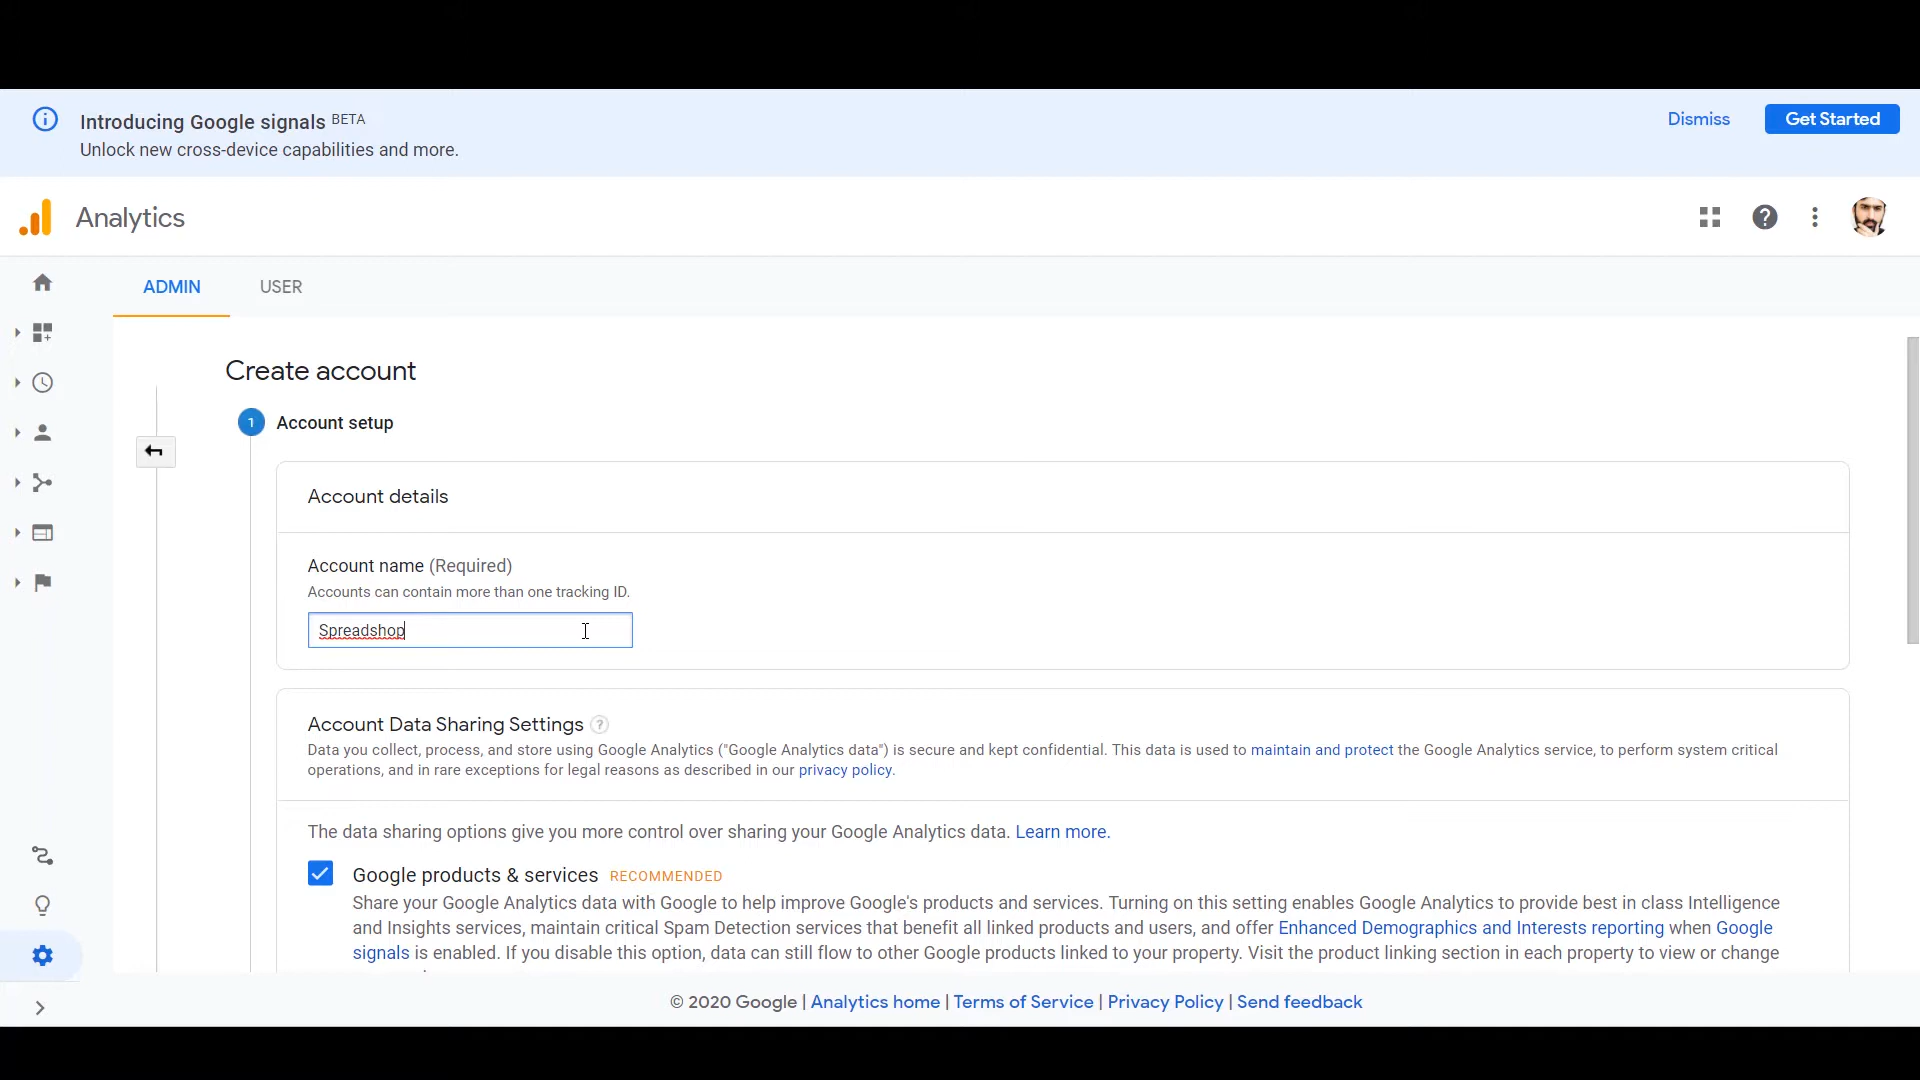 Introducing Google signals BETA
Unlock new cross-device capabilities and more.
Dismiss
Get Started
Analytics
ADMIN
USER
Create account
1 Account setup
Account details
Account name (Required)
Accounts can contain more than one tracking ID.
Spreadshop
Account Data Sharing Settings ?
Data you collect, process, and store using Google Analytics ("Google Analytics data") is secure and kept confidential. This data is used to maintain and protect the Google Analytics service, to perform system critical
operations, and in rare exceptions for legal reasons as described in our privacy policy.
The data sharing options give you more control over sharing your Google Analytics data. Learn more.
Google products & services RECOMMENDED
Share your Google Analytics data with Google to help improve Google's products and services. Turning on this setting enables Google Analytics to provide best in class Intelligence
and Insights services, maintain critical Spam Detection services that benefit all linked products and users, and offer Enhanced Demographics and Interests reporting when Google
signals is enabled. If you disable this option, data can still flow to other Google products linked to your property. Visit the product linking section in each property to view or change
© 2020 Google | Analytics home | Terms of Service | Privacy Policy | Send feedback